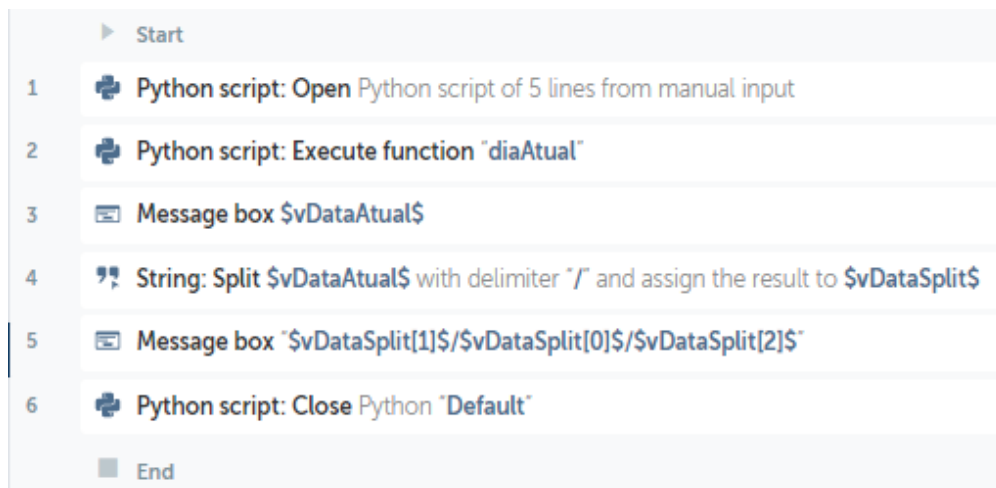 Start
1 Python script: Open Python script of 5 lines from manual input
2 Python script: Execute function "diaAtual"
3 Message box $vDataAtual$
4 String: Split $vDataAtual$ with delimiter "/" and assign the result to $vDataSplit$
5 Message box "$vDataSplit[1]$/$vDataSplit[0]$/$vDataSplit[2]$"
6 Python script: Close Python "Default"
End